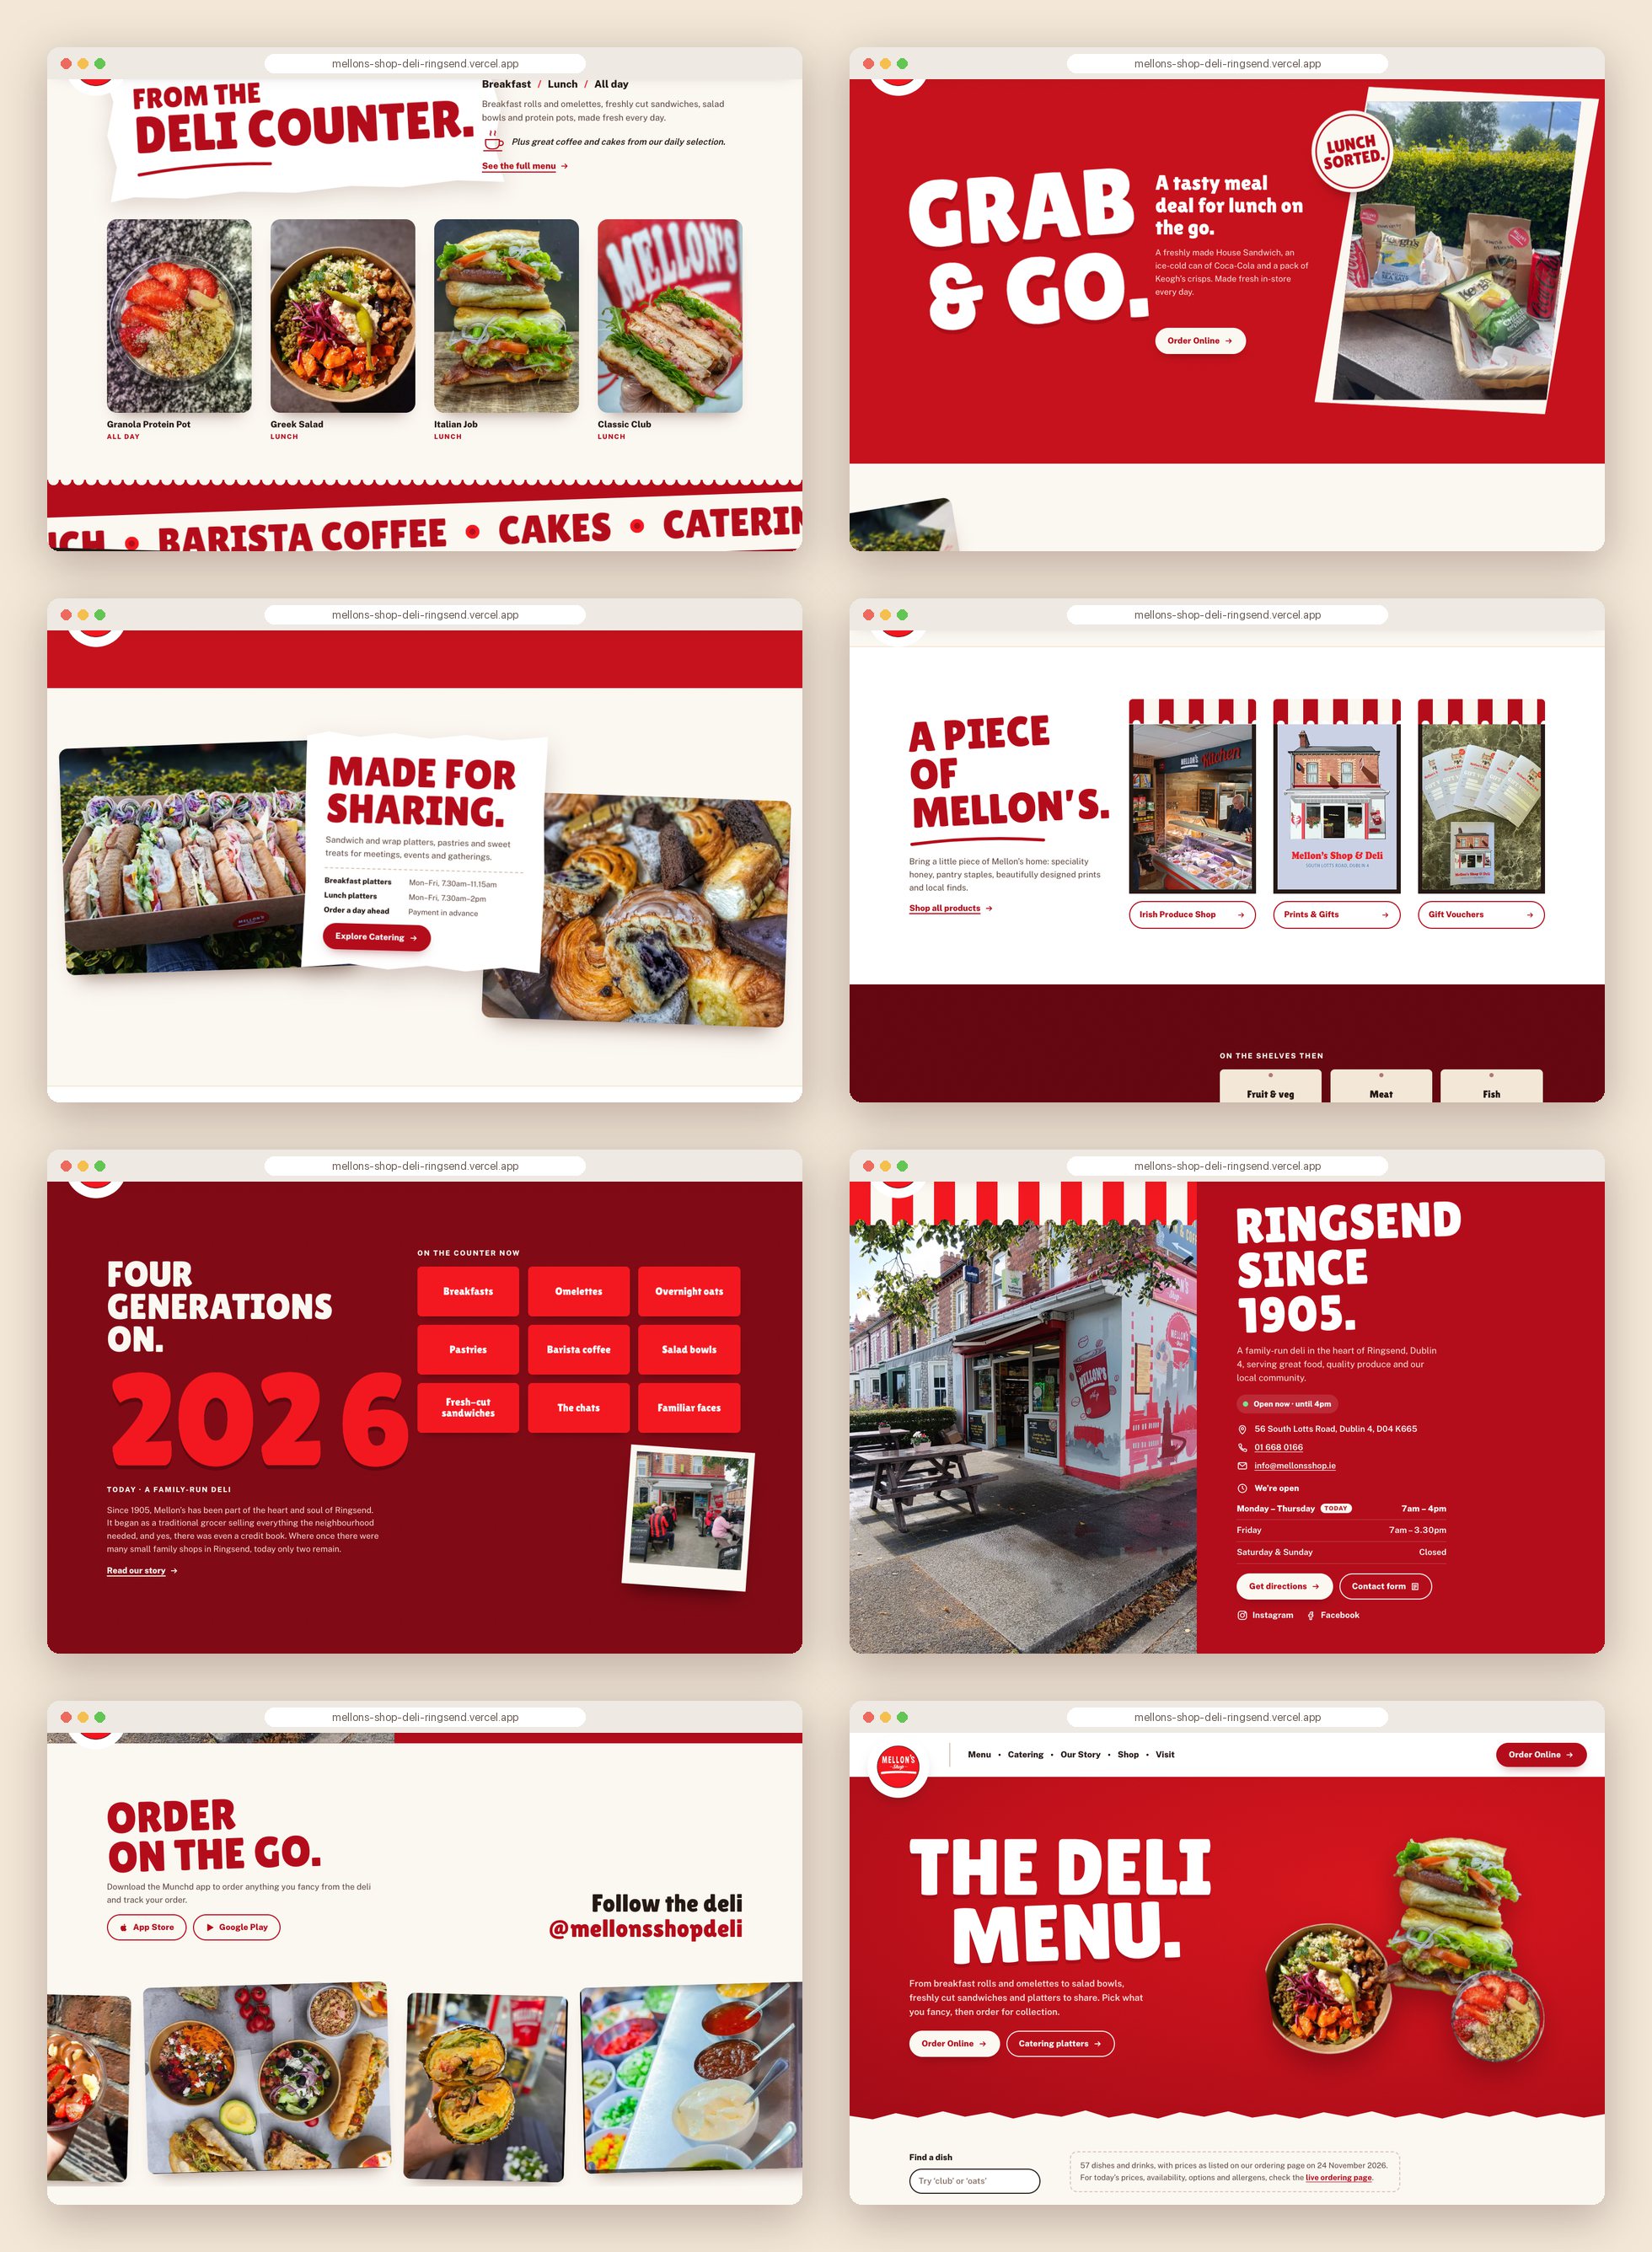 mellons-shop-deli-ringsend.vercel.app
FROM THE
DELI COUNTER.
Breakfast / Lunch / All day
Breakfast rolls and omelettes, freshly cut sandwiches, salad
bowls and protein pots, made fresh every day.
Plus great coffee and cakes from our daily selection.
See the full menu →
MELLON'S
Granola Protein Pot
ALL DAY
Greek Salad
LUNCH
Italian Job
LUNCH
Classic Club
LUNCH
BARISTA COFFEE • CAKES •
mellons-shop-deli-ringsend.vercel.app
GRAB
& GO.
A tasty meal
deal for lunch on
the go.
A freshly made House Sandwich, an
ice-cold can of Coca-Cola and a pack of
Keogh's crisps. Made fresh in-store
every day.
Order Online →
LUNCH
SORTED.
mellons-shop-deli-ringsend.vercel.app
MADE FOR
SHARING.
Sandwich and wrap platters, pastries and sweet
treats for meetings, events and gatherings.
Breakfast platters Mon–Fri, 7.30am–11.15am
Lunch platters Mon–Fri, 7.30am–2pm
Order a day ahead Payment in advance
Explore Catering →
mellons-shop-deli-ringsend.vercel.app
A PIECE
OF
MELLON'S.
Bring a little piece of Mellon's home: speciality
honey, pantry staples, beautifully designed prints
and local finds.
Shop all products →
MELLON'S Kitchen
Irish Produce Shop →
Mellon's Shop & Deli
SOUTH LOTTS ROAD, DUBLIN 4
Prints & Gifts →
Mellon's Shop & Deli
Gift Vouchers →
ON THE SHELVES THEN
Fruit & veg
Meat
Fish
mellons-shop-deli-ringsend.vercel.app
FOUR
GENERATIONS
ON.
2026
TODAY · A FAMILY-RUN DELI
Since 1905, Mellon's has been part of the heart and soul of Ringsend.
It began as a traditional grocer selling everything the neighbourhood
needed, and yes, there was even a credit book. Where once there were
many small family shops in Ringsend, today only two remain.
Read our story →
ON THE COUNTER NOW
Breakfasts
Omelettes
Overnight oats
Pastries
Barista coffee
Salad bowls
Fresh-cut
sandwiches
The chats
Familiar faces
mellons-shop-deli-ringsend.vercel.app
MELLON'S
RINGSEND
SINCE
1905.
A family-run deli in the heart of Ringsend, Dublin
4, serving great food, quality produce and our
local community.
Open now · until 4pm
56 South Lotts Road, Dublin 4, D04 K665
01 668 0166
info@mellonsshop.ie
We're open
Monday – Thursday TODAY 7am – 4pm
Friday 7am – 3.30pm
Saturday & Sunday Closed
Get directions →
Contact form
Instagram
Facebook
mellons-shop-deli-ringsend.vercel.app
ORDER
ON THE GO.
Download the Munchd app to order anything you fancy from the deli
and track your order.
App Store
Google Play
Follow the deli
@mellonsshopdeli
mellons-shop-deli-ringsend.vercel.app
MELLON'S
Shop
Menu • Catering • Our Story • Shop • Visit
Order Online →
THE DELI
MENU.
From breakfast rolls and omelettes to salad bowls,
freshly cut sandwiches and platters to share. Pick what
you fancy, then order for collection.
Order Online →
Catering platters →
Find a dish
Try 'club' or 'oats'
57 dishes and drinks, with prices as listed on our ordering page on 24 November 2026.
For today's prices, availability, options and allergens, check the live ordering page.